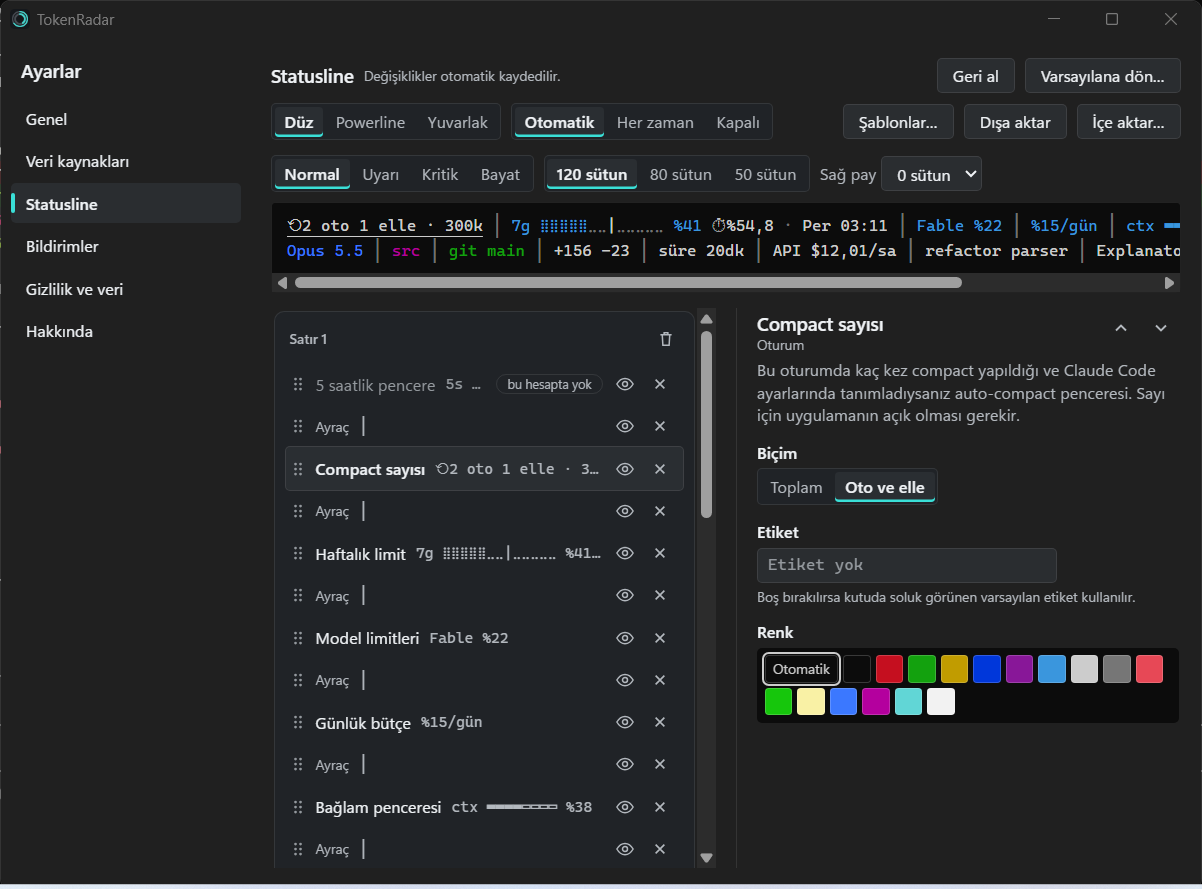 TokenRadar
Ayarlar
Genel
Veri kaynakları
Statusline
Bildirimler
Gizlilik ve veri
Hakkında
Statusline Değişiklikler otomatik kaydedilir.
Geri al Varsayılana dön...
Düz Powerline Yuvarlak Otomatik Her zaman Kapalı
Şablonlar... Dışa aktar İçe aktar...
Normal Uyarı Kritik Bayat 120 sütun 80 sütun 50 sütun Sağ pay 0 sütun
2 oto 1 elle · 300k | 7g %41 ⏱%54,8 · Per 03:11 | Fable %22 | %15/gün | ctx
Opus 5.5 | src | git main | +156 −23 | süre 20dk | API $12,01/sa | refactor parser | Explanato
Satır 1
5 saatlik pencere 5s … bu hesapta yok
Ayraç |
Compact sayısı 2 oto 1 elle · 3…
Ayraç |
Haftalık limit 7g %41…
Ayraç |
Model limitleri Fable %22
Ayraç |
Günlük bütçe %15/gün
Ayraç |
Bağlam penceresi ctx %38
Ayraç |
Compact sayısı
Oturum
Bu oturumda kaç kez compact yapıldığı ve Claude Code
ayarlarında tanımladıysanız auto-compact penceresi. Sayı
için uygulamanın açık olması gerekir.
Biçim
Toplam Oto ve elle
Etiket
Etiket yok
Boş bırakılırsa kutuda soluk görünen varsayılan etiket kullanılır.
Renk
Otomatik